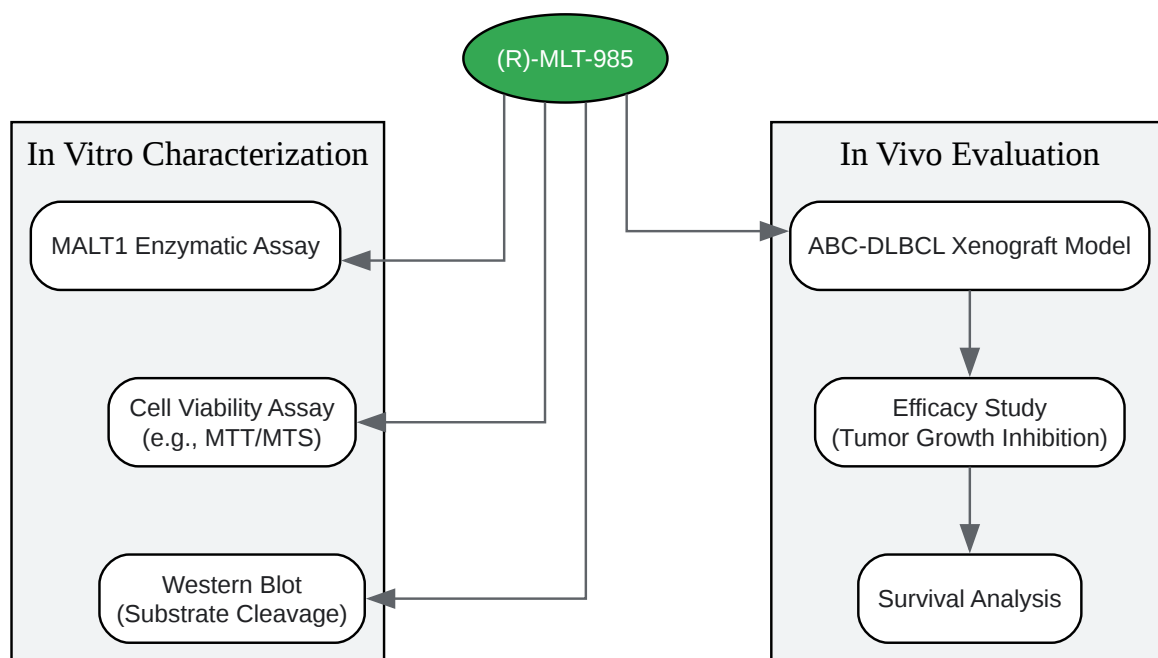 (R)-MLT-985
In Vitro Characterization
MALT1 Enzymatic Assay
Cell Viability Assay
(e.g., MTT/MTS)
Western Blot
(Substrate Cleavage)
In Vivo Evaluation
ABC-DLBCL Xenograft Model
Efficacy Study
(Tumor Growth Inhibition)
Survival Analysis